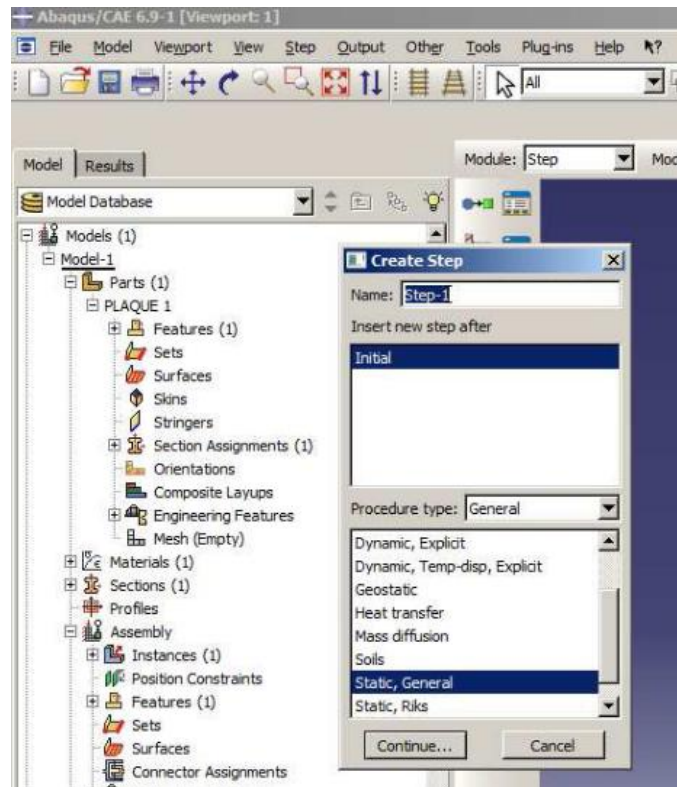 Abaqus/CAE 6.9-1 [Viewport: 1]
File Model Viewport View Step Output Other Tools Plug-ins Help
All
Model Results
Module: Step
Model Database
Models (1)
Model-1
Parts (1)
PLAQUE 1
Features (1)
Sets
Surfaces
Skins
Stringers
Section Assignments (1)
Orientations
Composite Layups
Engineering Features
Mesh (Empty)
Materials (1)
Sections (1)
Profiles
Assembly
Instances (1)
Position Constraints
Features (1)
Sets
Surfaces
Connector Assignments
Create Step
Name: Step-1
Insert new step after
Initial
Procedure type: General
Dynamic, Explicit
Dynamic, Temp-disp, Explicit
Geostatic
Heat transfer
Mass diffusion
Soils
Static, General
Static, Riks
Continue... Cancel